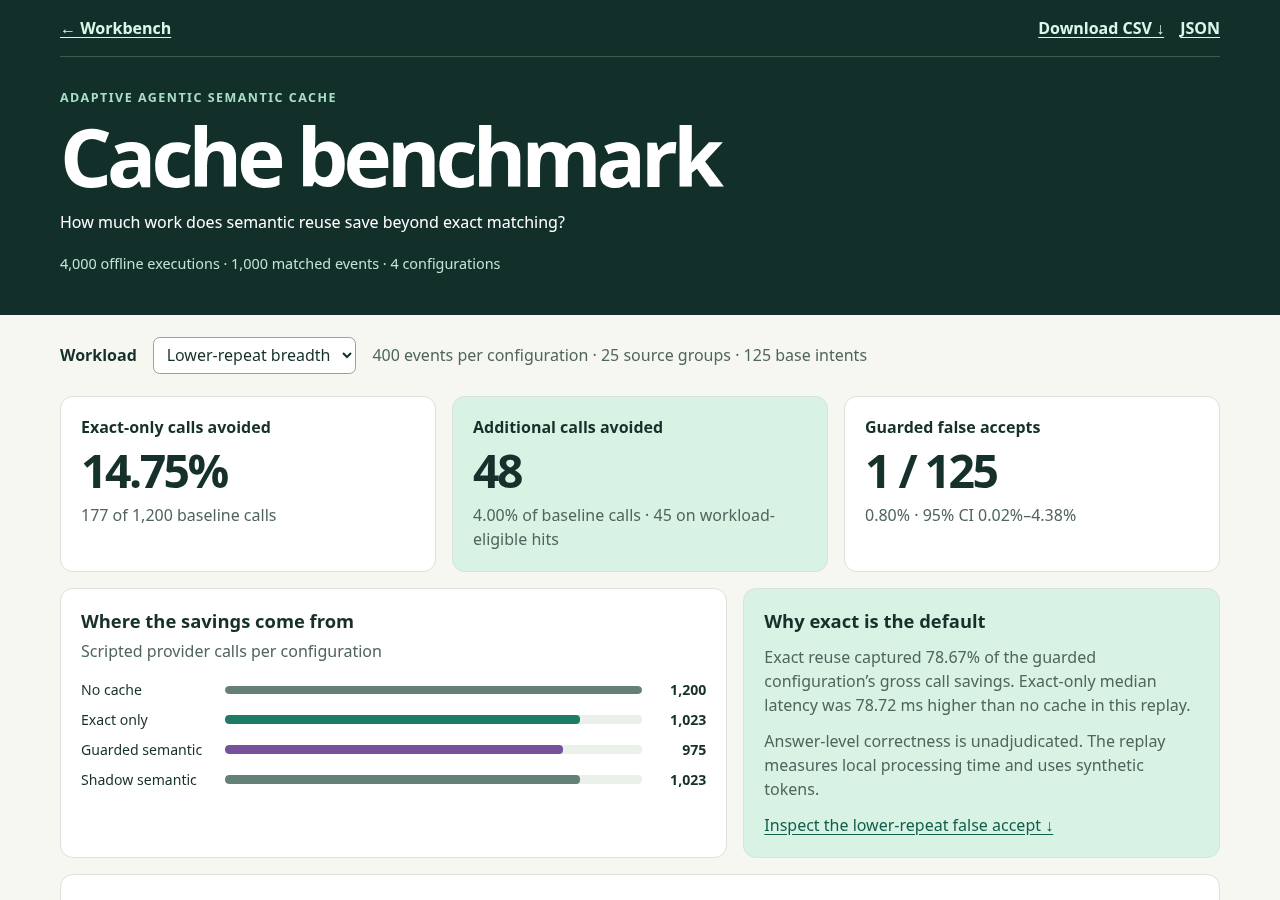 ← Workbench
Download CSV ↓ JSON
ADAPTIVE AGENTIC SEMANTIC CACHE
Cache benchmark
How much work does semantic reuse save beyond exact matching?
4,000 offline executions · 1,000 matched events · 4 configurations
Workload Lower-repeat breadth 400 events per configuration · 25 source groups · 125 base intents
Exact-only calls avoided
14.75%
177 of 1,200 baseline calls
Additional calls avoided
48
4.00% of baseline calls · 45 on workload-
eligible hits
Guarded false accepts
1 / 125
0.80% · 95% CI 0.02%–4.38%
Where the savings come from
Scripted provider calls per configuration
No cache 1,200
Exact only 1,023
Guarded semantic 975
Shadow semantic 1,023
Why exact is the default
Exact reuse captured 78.67% of the guarded
configuration’s gross call savings. Exact-only median
latency was 78.72 ms higher than no cache in this replay.
Answer-level correctness is unadjudicated. The replay
measures local processing time and uses synthetic
tokens.
Inspect the lower-repeat false accept ↓